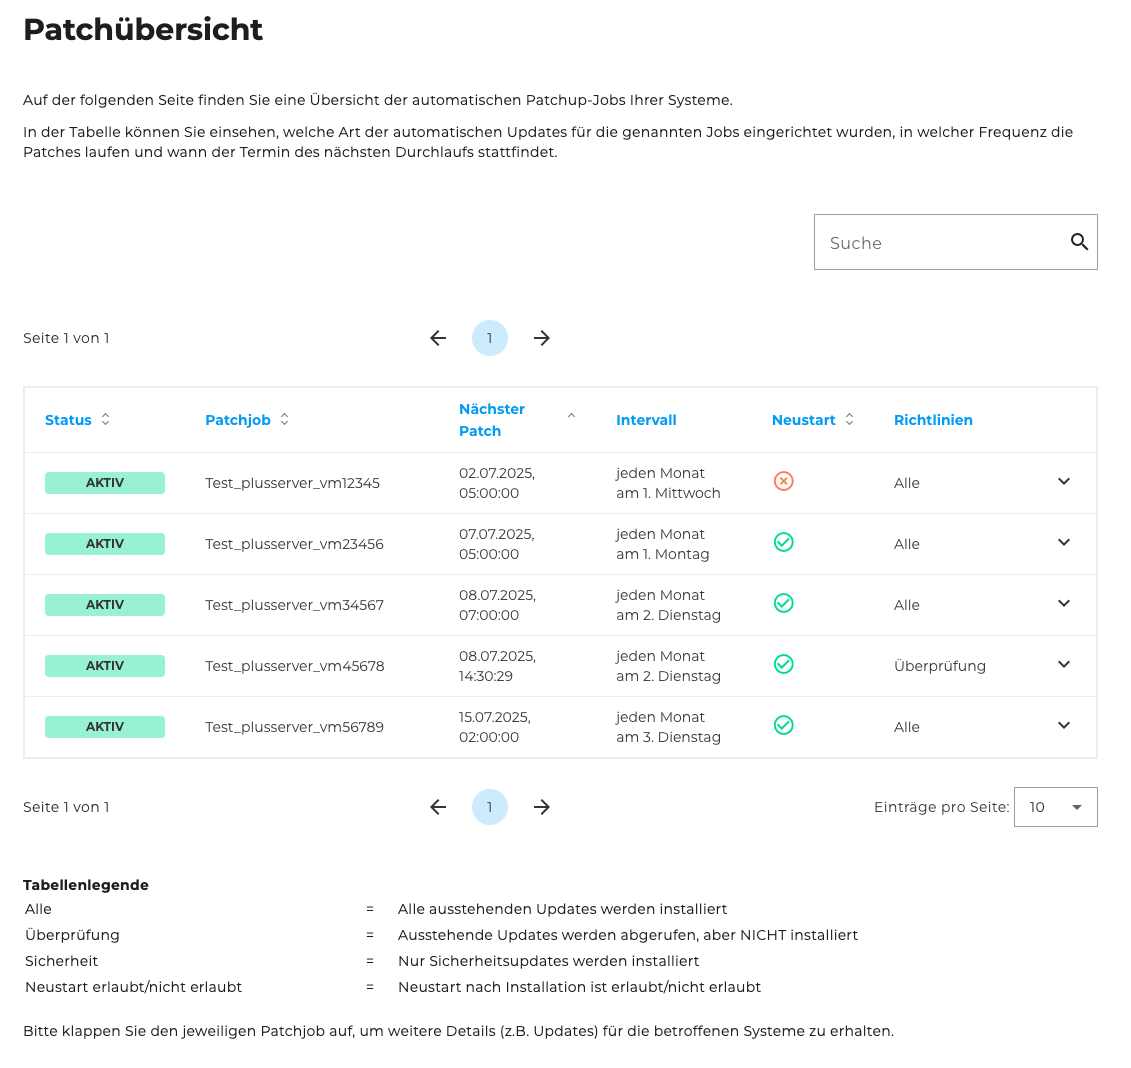 Patchübersicht
Auf der folgenden Seite finden Sie eine Übersicht der automatischen Patchup-Jobs Ihrer Systeme.
In der Tabelle können Sie einsehen, welche Art der automatischen Updates für die genannten Jobs eingerichtet wurden, in welcher Frequenz die
Patches laufen und wann der Termin des nächsten Durchlaufs stattfindet.
Suche
Seite 1 von 1 1
Status Patchjob Nächster Patch Intervall Neustart Richtlinien
AKTIV Test_plusserver_vm12345 02.07.2025, 05:00:00 jeden Monat am 1. Mittwoch Alle
AKTIV Test_plusserver_vm23456 07.07.2025, 05:00:00 jeden Monat am 1. Montag Alle
AKTIV Test_plusserver_vm34567 08.07.2025, 07:00:00 jeden Monat am 2. Dienstag Alle
AKTIV Test_plusserver_vm45678 08.07.2025, 14:30:29 jeden Monat am 2. Dienstag Überprüfung
AKTIV Test_plusserver_vm56789 15.07.2025, 02:00:00 jeden Monat am 3. Dienstag Alle
Seite 1 von 1 1 Einträge pro Seite: 10
Tabellenlegende
Alle = Alle ausstehenden Updates werden installiert
Überprüfung = Ausstehende Updates werden abgerufen, aber NICHT installiert
Sicherheit = Nur Sicherheitsupdates werden installiert
Neustart erlaubt/nicht erlaubt = Neustart nach Installation ist erlaubt/nicht erlaubt
Bitte klappen Sie den jeweiligen Patchjob auf, um weitere Details (z.B. Updates) für die betroffenen Systeme zu erhalten.